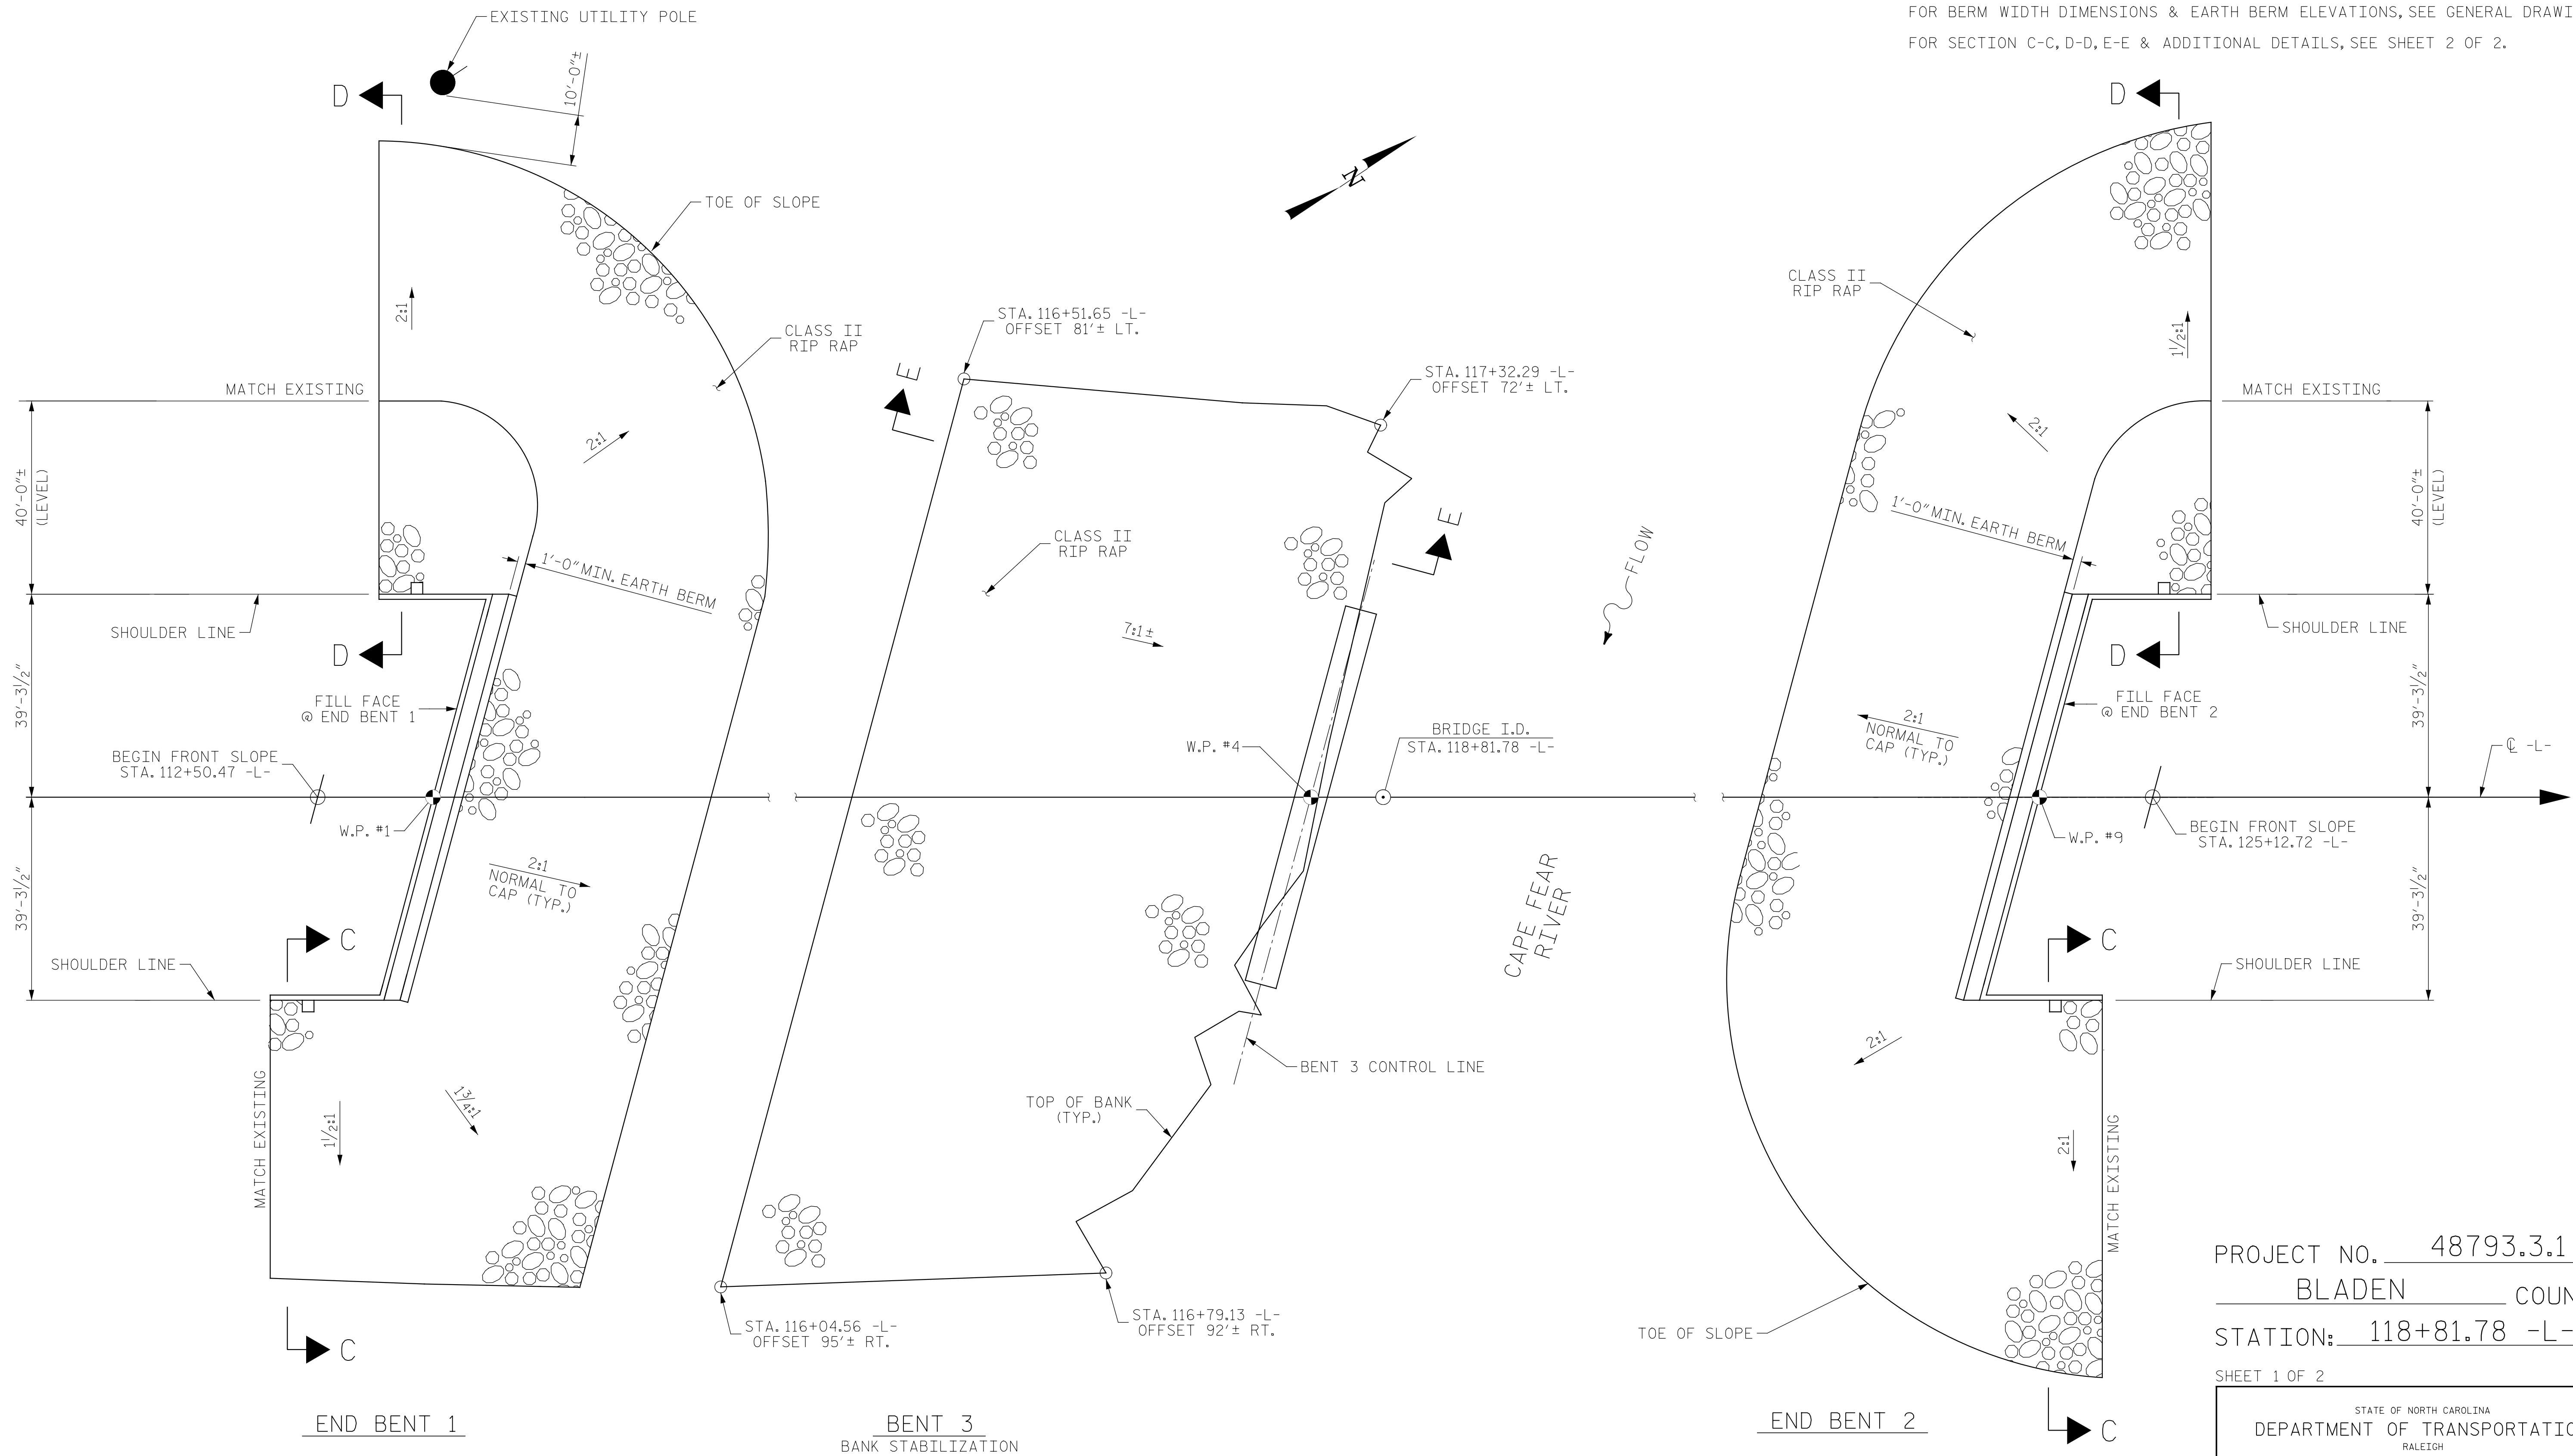 FOR BERM WIDTH DIMENSIONS & EARTH BERM ELEVATIONS, SEE GENERAL DRAWI
FOR SECTION C-C, D-D, E-E & ADDITIONAL DETAILS, SEE SHEET 2 OF 2.
EXISTING UTILITY POLE
10'-0"±
D
TOE OF SLOPE
2:1
CLASS II
RIP RAP
MATCH EXISTING
2:1
40'-0"±
(LEVEL)
1'-0" MIN. EARTH BERM
SHOULDER LINE
D
39'-3½"
FILL FACE
@ END BENT 1
BEGIN FRONT SLOPE
STA. 112+50.47 -L-
W.P. #1
2:1
NORMAL TO
CAP (TYP.)
39'-3½"
C
SHOULDER LINE
MATCH EXISTING
1½:1
1¾:1
C
END BENT 1
N
STA. 116+51.65 -L-
OFFSET 81'± LT.
STA. 117+32.29 -L-
OFFSET 72'± LT.
E
CLASS II
RIP RAP
E
7:1±
FLOW
W.P. #4
BRIDGE I.D.
STA. 118+81.78 -L-
CAPE FEAR
RIVER
BENT 3 CONTROL LINE
TOP OF BANK
(TYP.)
STA. 116+04.56 -L-
OFFSET 95'± RT.
STA. 116+79.13 -L-
OFFSET 92'± RT.
BENT 3
BANK STABILIZATION
D
CLASS II
RIP RAP
1½:1
MATCH EXISTING
2:1
1'-0" MIN. EARTH BERM
40'-0"±
(LEVEL)
SHOULDER LINE
D
39'-3½"
FILL FACE
@ END BENT 2
2:1
NORMAL TO
CAP (TYP.)
℄ -L-
W.P. #9
BEGIN FRONT SLOPE
STA. 125+12.72 -L-
39'-3½"
C
SHOULDER LINE
2:1
2:1
MATCH EXISTING
TOE OF SLOPE
C
END BENT 2
PROJECT NO. 48793.3.1
BLADEN COUN
STATION: 118+81.78 -L-
SHEET 1 OF 2
STATE OF NORTH CAROLINA
DEPARTMENT OF TRANSPORTATIO
RALEIGH